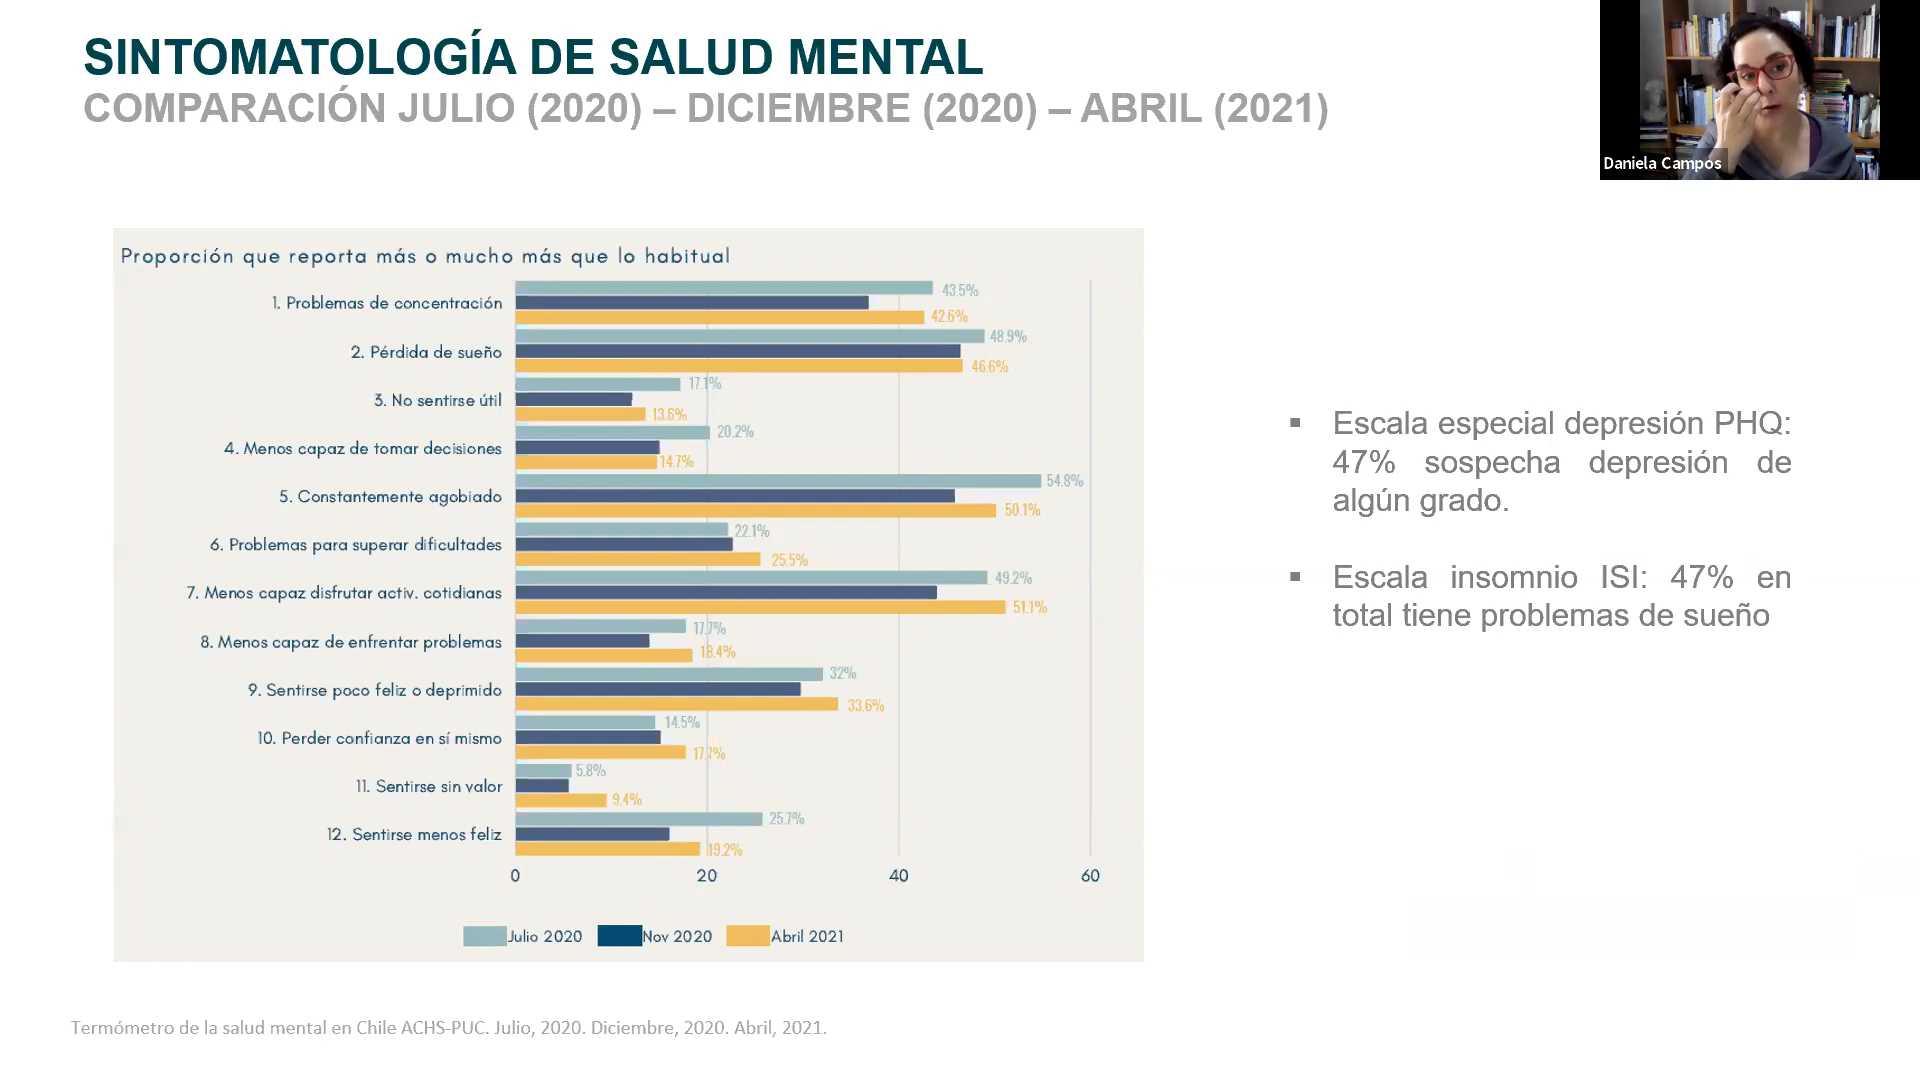 SINTOMATOLOGÍA DE SALUD MENTAL
COMPARACIÓN JULIO (2020) – DICIEMBRE (2020) – ABRIL (2021)
Daniela Campos
Proporción que reporta más o mucho más que lo habitual
1. Problemas de concentración
43.5%
42.6%
2. Pérdida de sueño
48.9%
46.6%
3. No sentirse útil
17.1%
13.6%
4. Menos capaz de tomar decisiones
20.2%
14.7%
5. Constantemente agobiado
54.8%
50.1%
6. Problemas para superar dificultades
22.1%
25.5%
7. Menos capaz disfrutar activ. cotidianas
49.2%
51.1%
8. Menos capaz de enfrentar problemas
17.7%
18.4%
9. Sentirse poco feliz o deprimido
32%
33.6%
10. Perder confianza en sí mismo
14.5%
17.7%
11. Sentirse sin valor
5.8%
9.4%
12. Sentirse menos feliz
25.7%
19.2%
0 20 40 60
Julio 2020 Nov 2020 Abril 2021
▪ Escala especial depresión PHQ:
47% sospecha depresión de
algún grado.
▪ Escala insomnio ISI: 47% en
total tiene problemas de sueño
Termómetro de la salud mental en Chile ACHS-PUC. Julio, 2020. Diciembre, 2020. Abril, 2021.